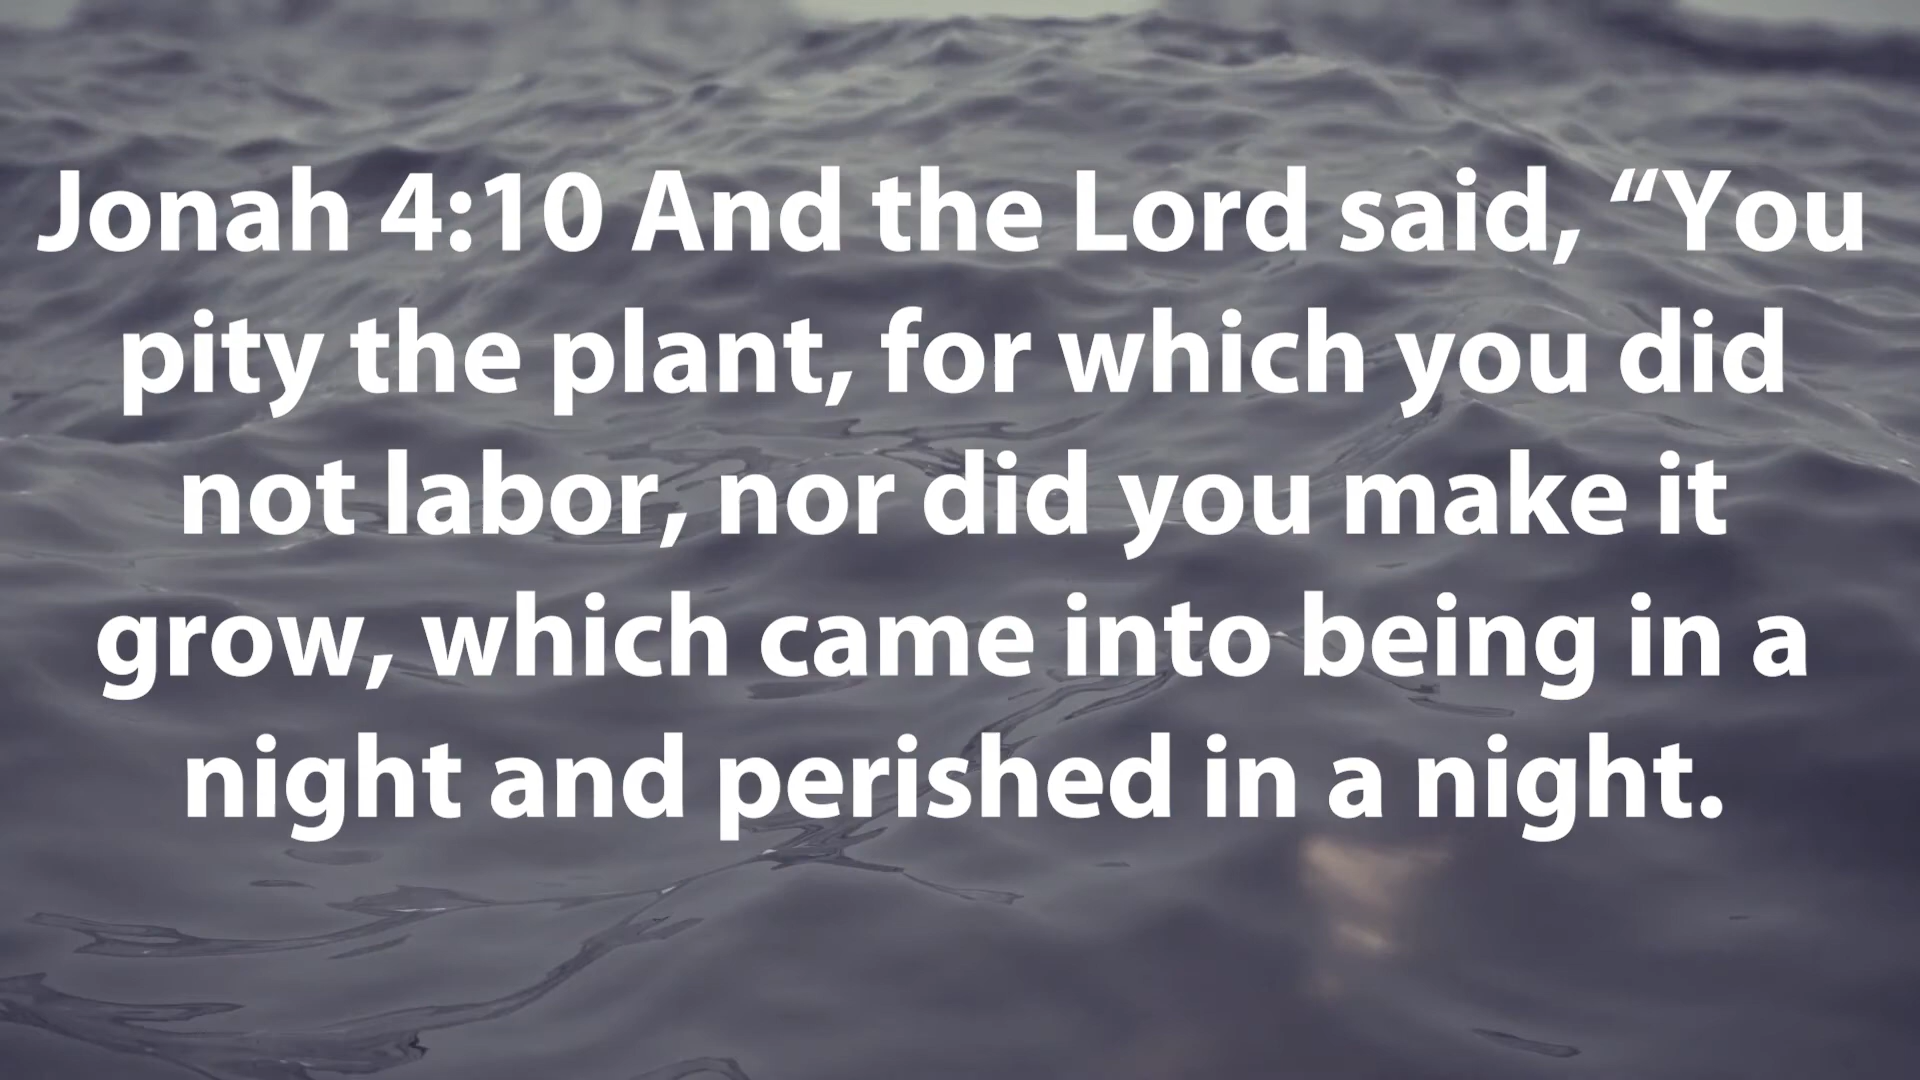 Jonah 4:10 And the Lord said, “You
pity the plant, for which you did
not labor, nor did you make it
grow, which came into being in a
night and perished in a night.